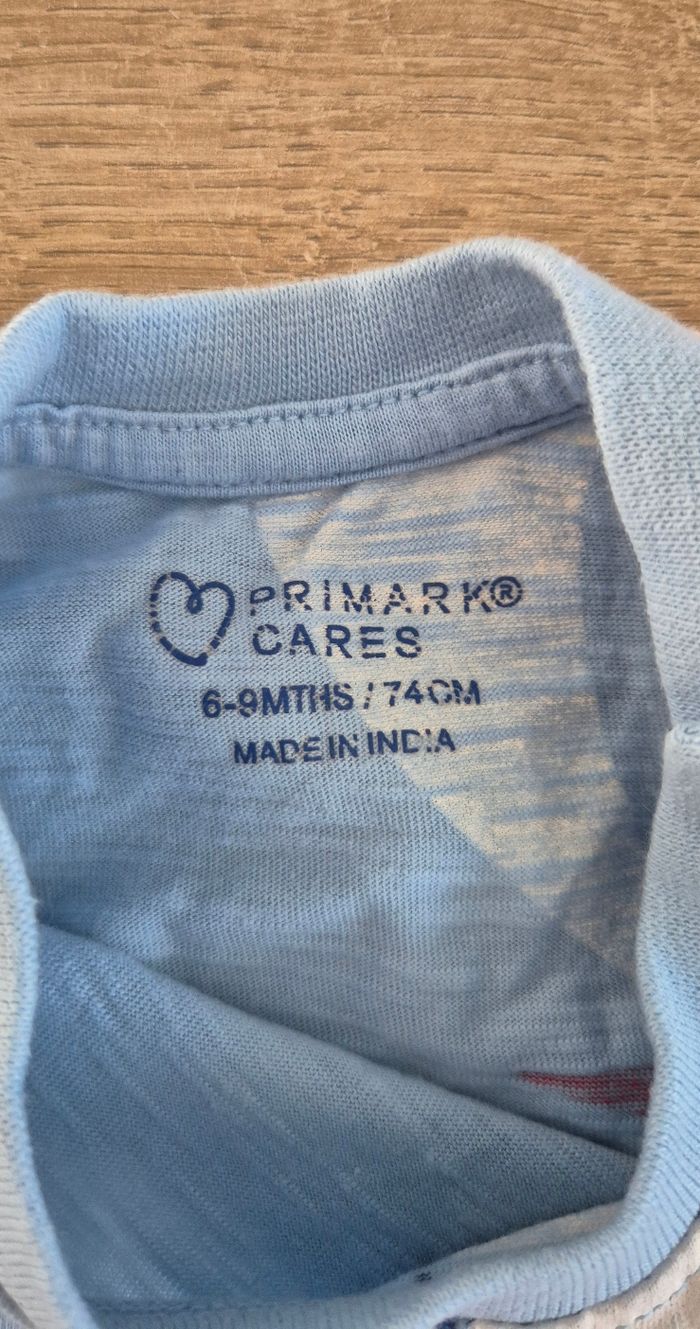 PRIMARK®
CARES
6-9MTHS / 74CM
MADE IN INDIA